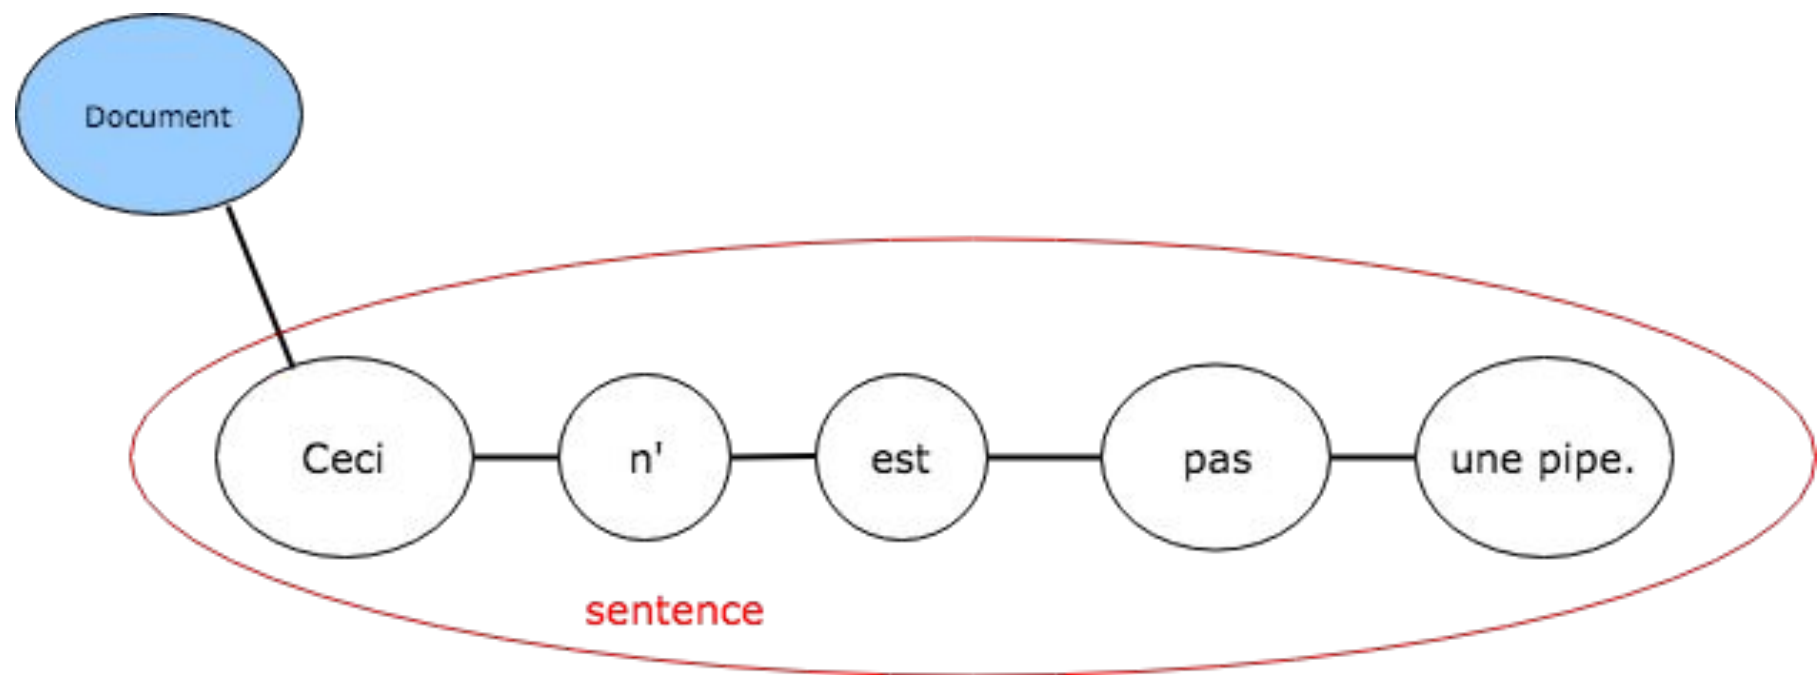 Document
Ceci n' est pas une pipe.
sentence